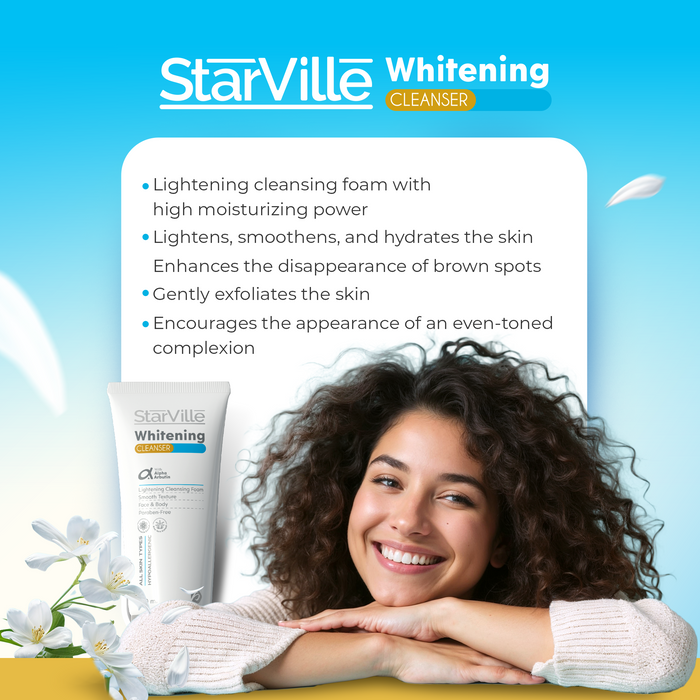 StarVille Whitening
CLEANSER
• Lightening cleansing foam with
high moisturizing power
• Lightens, smoothens, and hydrates the skin
Enhances the disappearance of brown spots
• Gently exfoliates the skin
• Encourages the appearance of an even-toned
complexion
StarVille
Whitening
CLEANSER
Alpha
Arbutin
Lightening Cleansing Foam
Smooth Texture
Face & Body
Paraben-Free
ALL SKIN TYPES
HYPOALLERGENIC